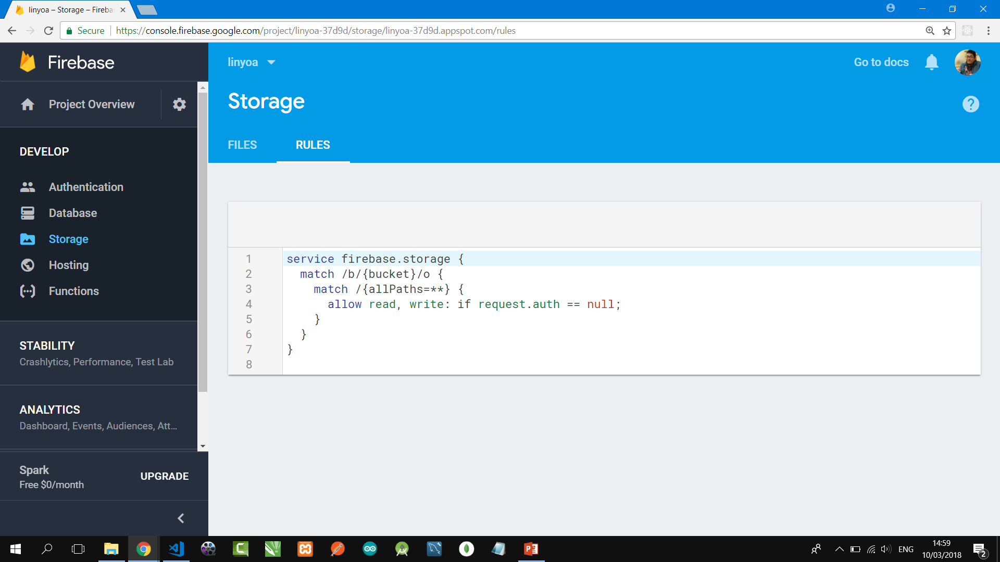 linyoa – Storage – Fireba
Secure
https://console.firebase.google.com/project/linyoa-37d9d/storage/linyoa-37d9d.appspot.com/rules
Firebase
linyoa
Go to docs
Project Overview
Storage
FILES
RULES
DEVELOP
Authentication
Database
Storage
Hosting
Functions
STABILITY
Crashlytics, Performance, Test Lab
ANALYTICS
Dashboard, Events, Audiences, Att...
Spark
Free $0/month
UPGRADE
1 service firebase.storage {
2 match /b/{bucket}/o {
3 match /{allPaths=**} {
4 allow read, write: if request.auth == null;
5 }
6 }
7 }
8
ENG
14:59
10/03/2018
2